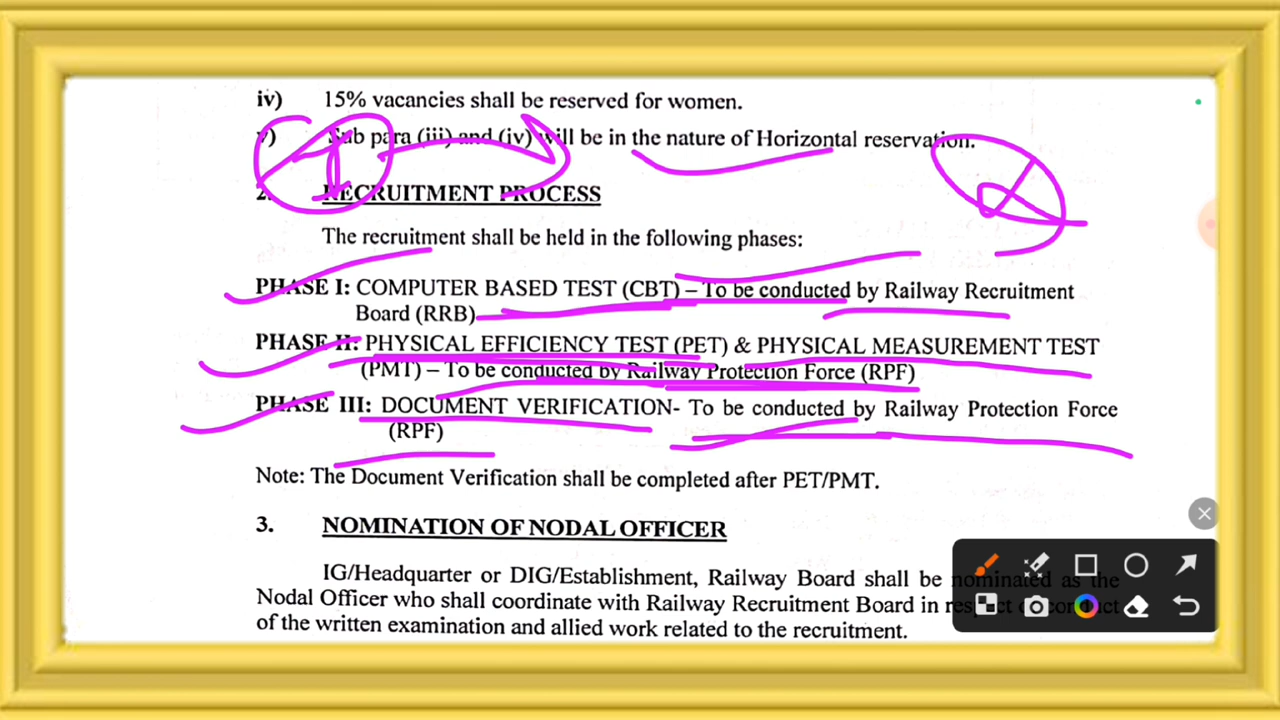 iv) 15% vacancies shall be reserved for women.
v) Sub para (iii) and (iv) will be in the nature of Horizontal reservation.
2. RECRUITMENT PROCESS
The recruitment shall be held in the following phases:
PHASE I: COMPUTER BASED TEST (CBT) – To be conducted by Railway Recruitment
Board (RRB)
PHASE II: PHYSICAL EFFICIENCY TEST (PET) & PHYSICAL MEASUREMENT TEST
(PMT) – To be conducted by Railway Protection Force (RPF)
PHASE III: DOCUMENT VERIFICATION- To be conducted by Railway Protection Force
(RPF)
Note: The Document Verification shall be completed after PET/PMT.
3. NOMINATION OF NODAL OFFICER
IG/Headquarter or DIG/Establishment, Railway Board shall be nominated as the
Nodal Officer who shall coordinate with Railway Recruitment Board in respect of conduct
of the written examination and allied work related to the recruitment.